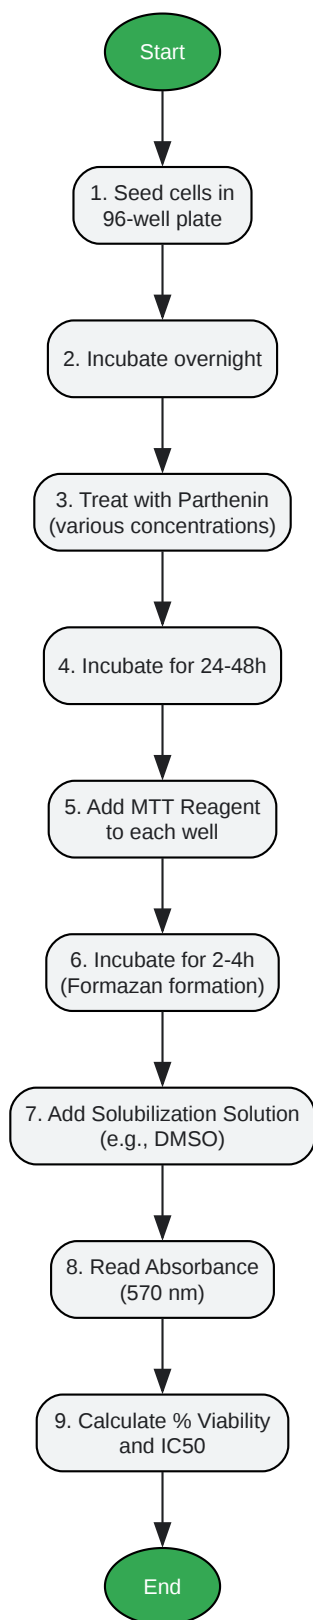 Start
1. Seed cells in
96-well plate
2. Incubate overnight
3. Treat with Parthenin
(various concentrations)
4. Incubate for 24-48h
5. Add MTT Reagent
to each well
6. Incubate for 2-4h
(Formazan formation)
7. Add Solubilization Solution
(e.g., DMSO)
8. Read Absorbance
(570 nm)
9. Calculate % Viability
and IC50
End